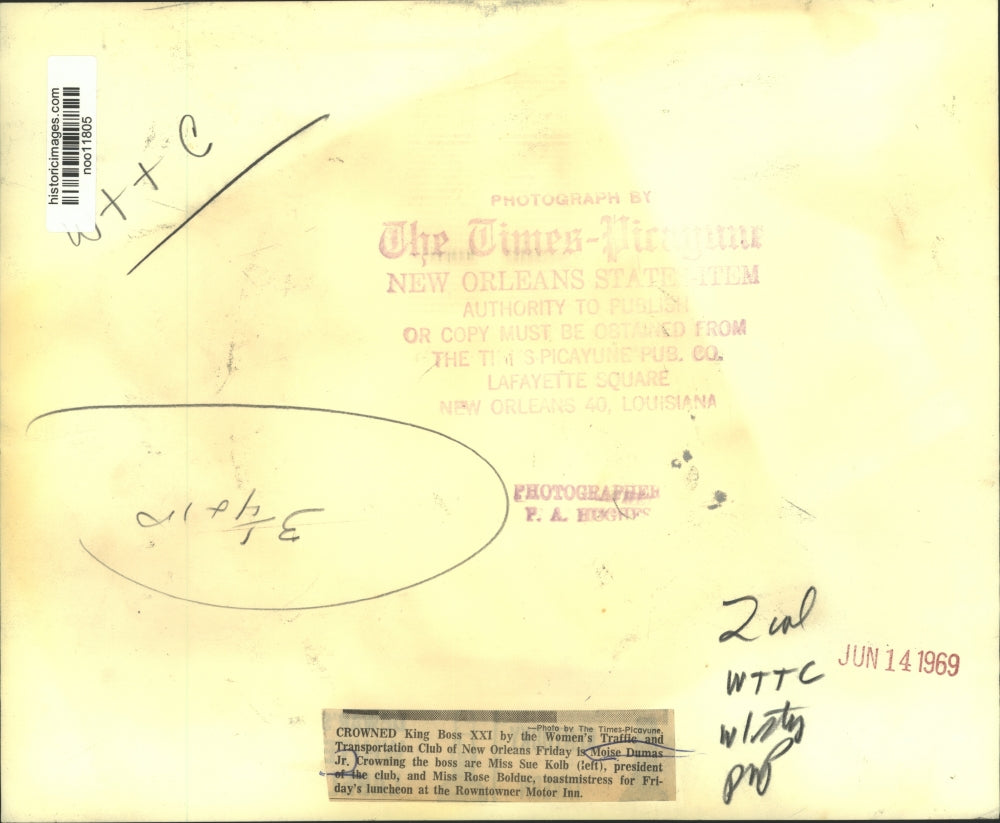 historicimages.com
noo11805
W T T C
PHOTOGRAPH BY
The Times-Picayune
NEW ORLEANS STATES-ITEM
AUTHORITY TO PUBLISH
OR COPY MUST BE OBTAINED FROM
THE TIMES-PICAYUNE PUB. CO.
LAFAYETTE SQUARE
NEW ORLEANS 40, LOUISIANA
PHOTOGRAPHER
P. A. HUGHES
2 col
WTTC
JUN 14 1969
—Photo by The Times-Picayune.
CROWNED King Boss XXI by the Women's Traffic and
Transportation Club of New Orleans Friday is Moise Dumas
Jr. Crowning the boss are Miss Sue Kolb (left), president
of the club, and Miss Rose Bolduc, toastmistress for Fri-
day's luncheon at the Rowntowner Motor Inn.